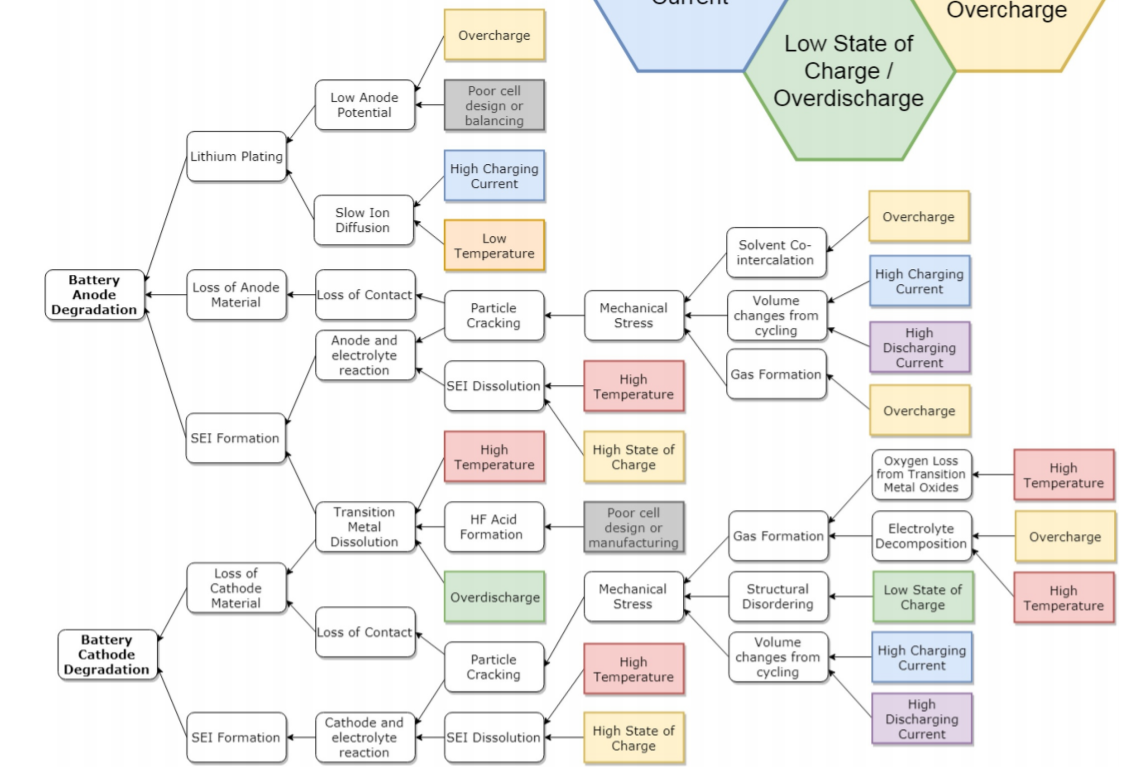 Current
Overcharge
Low State of
Charge /
Overdischarge
Overcharge
Low Anode
Potential
Poor cell
design or
balancing
Lithium Plating
High Charging
Current
Slow Ion
Diffusion
Low
Temperature
Overcharge
Solvent Co-
intercalation
Battery
Anode
Degradation
Loss of Anode
Material
Loss of Contact
Particle
Cracking
Mechanical
Stress
Volume
changes from
cycling
High Charging
Current
High
Discharging
Current
Anode and
electrolyte
reaction
SEI Dissolution
High
Temperature
Gas Formation
Overcharge
SEI Formation
High
Temperature
High State of
Charge
Oxygen Loss
from Transition
Metal Oxides
High
Temperature
Transition
Metal
Dissolution
HF Acid
Formation
Poor cell
design or
manufacturing
Gas Formation
Electrolyte
Decomposition
Overcharge
Loss of
Cathode
Material
Overdischarge
Mechanical
Stress
Structural
Disordering
Low State of
Charge
High
Temperature
Battery
Cathode
Degradation
Loss of Contact
Particle
Cracking
High
Temperature
Volume
changes from
cycling
High Charging
Current
High
Discharging
Current
SEI Formation
Cathode and
electrolyte
reaction
SEI Dissolution
High State of
Charge